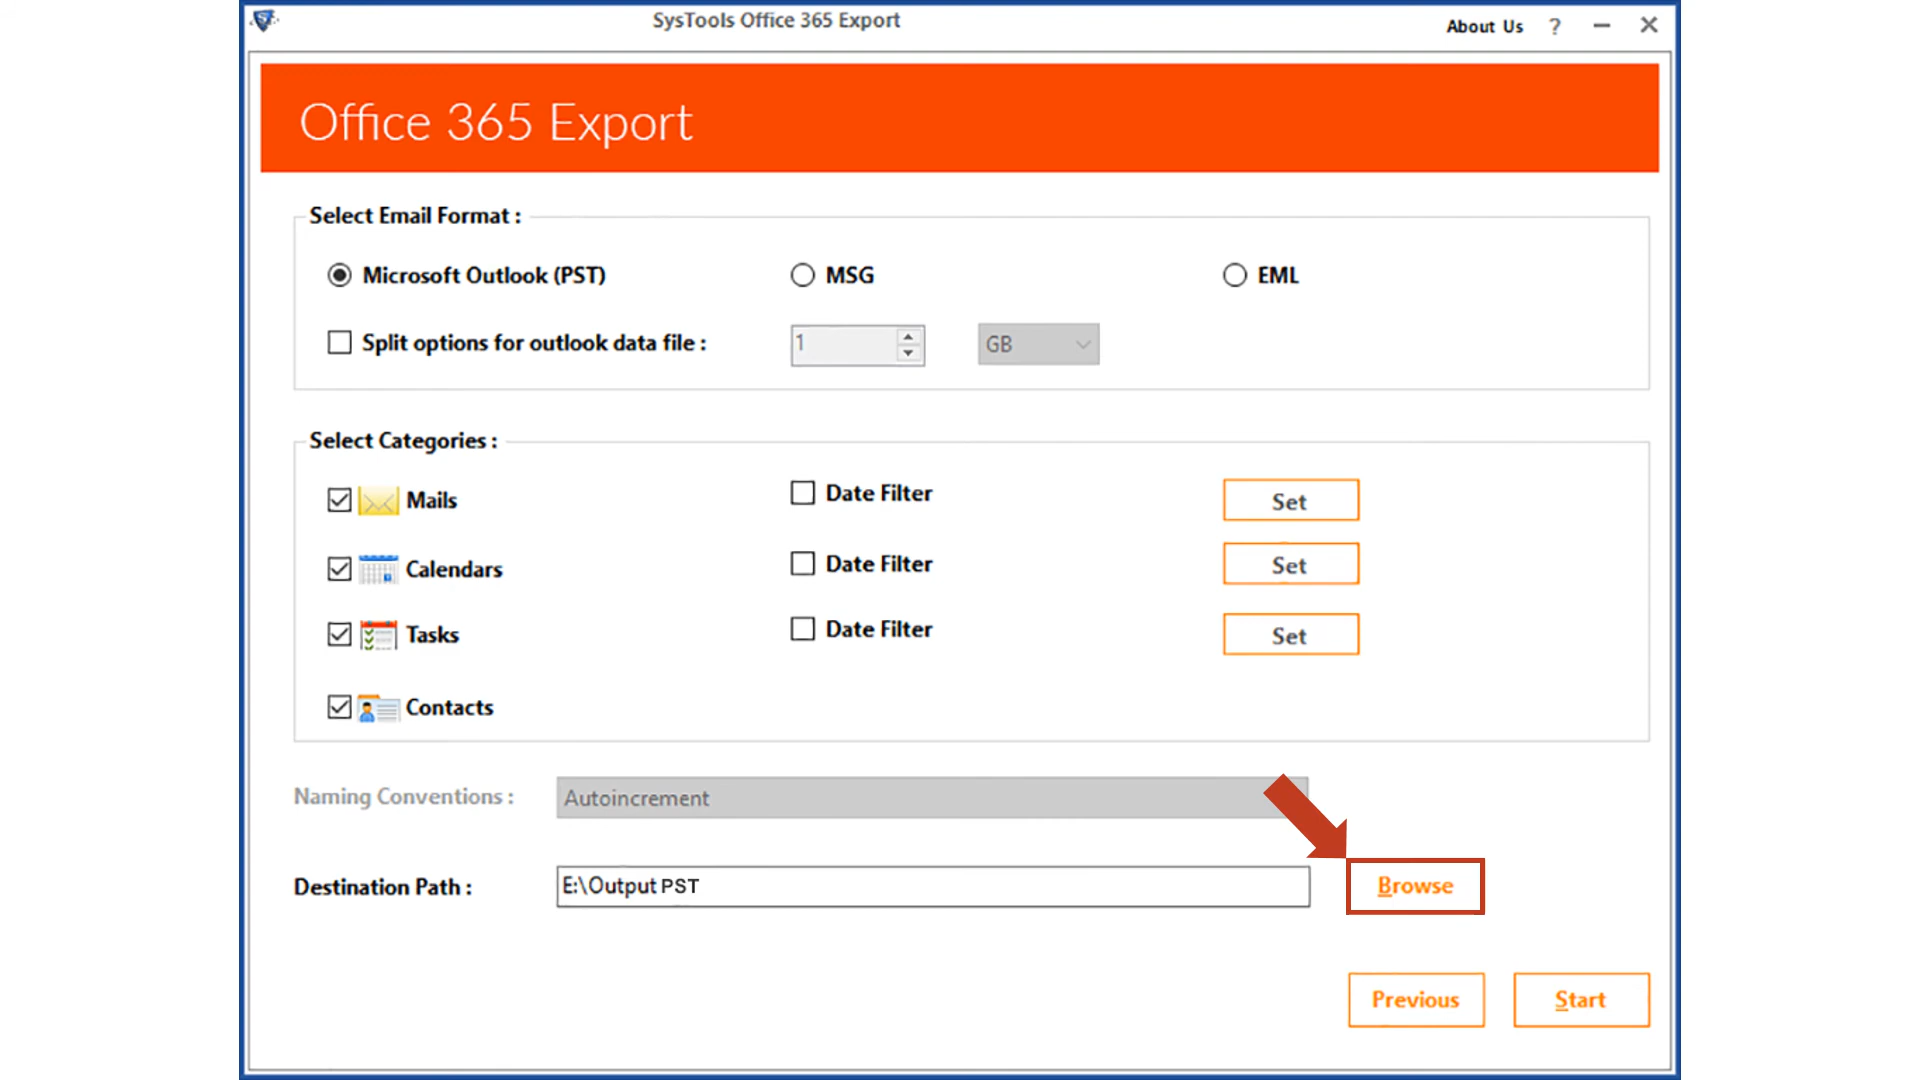 SysTools Office 365 Export
About Us ?
Office 365 Export
Select Email Format :
Microsoft Outlook (PST) MSG EML
Split options for outlook data file : 1 GB
Select Categories :
Mails Date Filter Set
Calendars Date Filter Set
Tasks Date Filter Set
Contacts
Naming Conventions : Autoincrement
Destination Path : E:\Output PST Browse
Previous Start